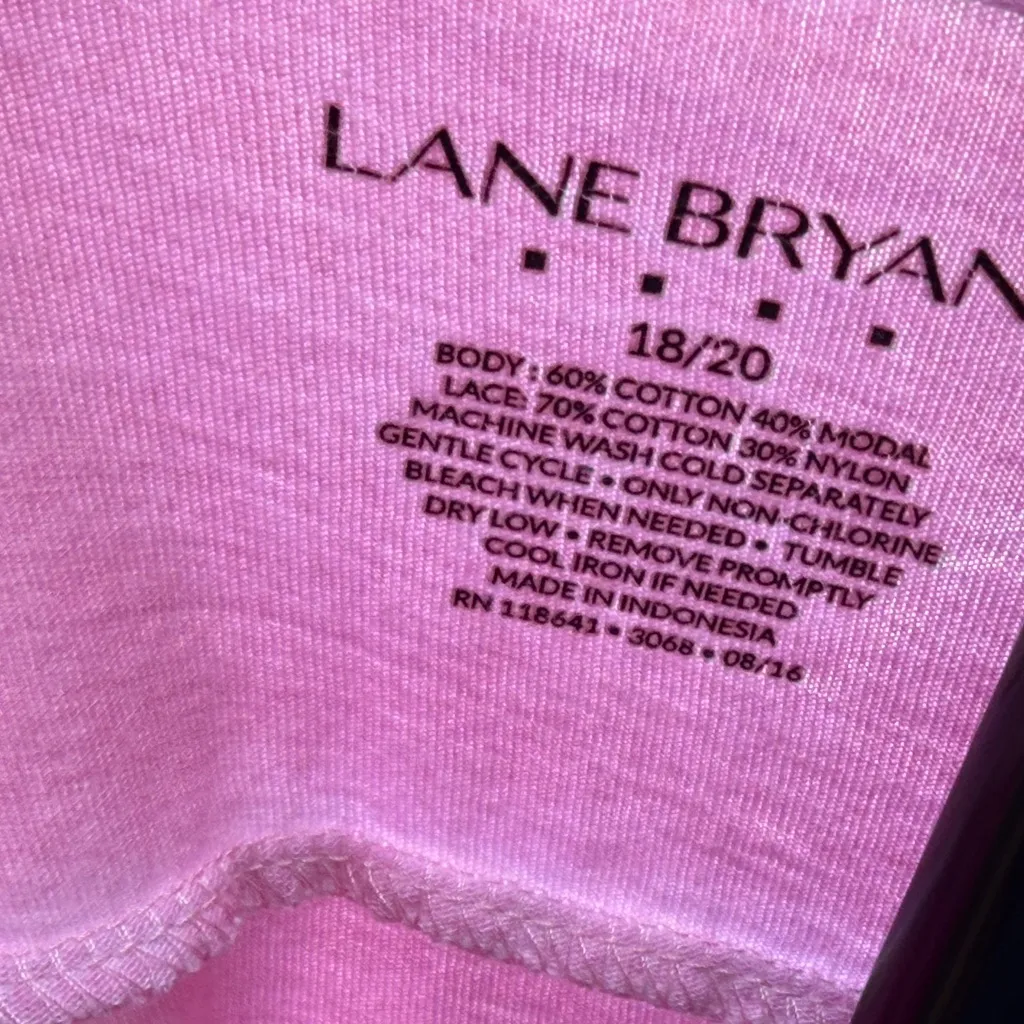 LANE BRYAN
18/20
BODY : 60% COTTON 40% MODAL
LACE: 70% COTTON 30% NYLON
MACHINE WASH COLD SEPARATELY
GENTLE CYCLE • ONLY NON-CHLORINE
BLEACH WHEN NEEDED • TUMBLE
DRY LOW • REMOVE PROMPTLY
COOL IRON IF NEEDED
MADE IN INDONESIA
RN 118641 • 3068 • 08/16